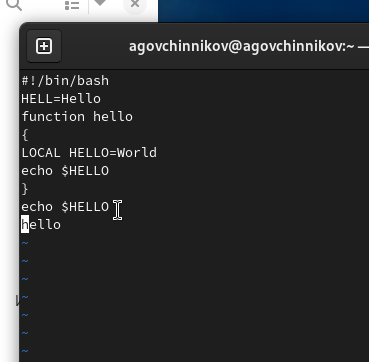 agovchinnikov@agovchinnikov:~ —
#!/bin/bash
HELL=Hello
function hello
{
LOCAL HELLO=World
echo $HELLO
}
echo $HELLO
hello
~
~
~
~
~
~
~